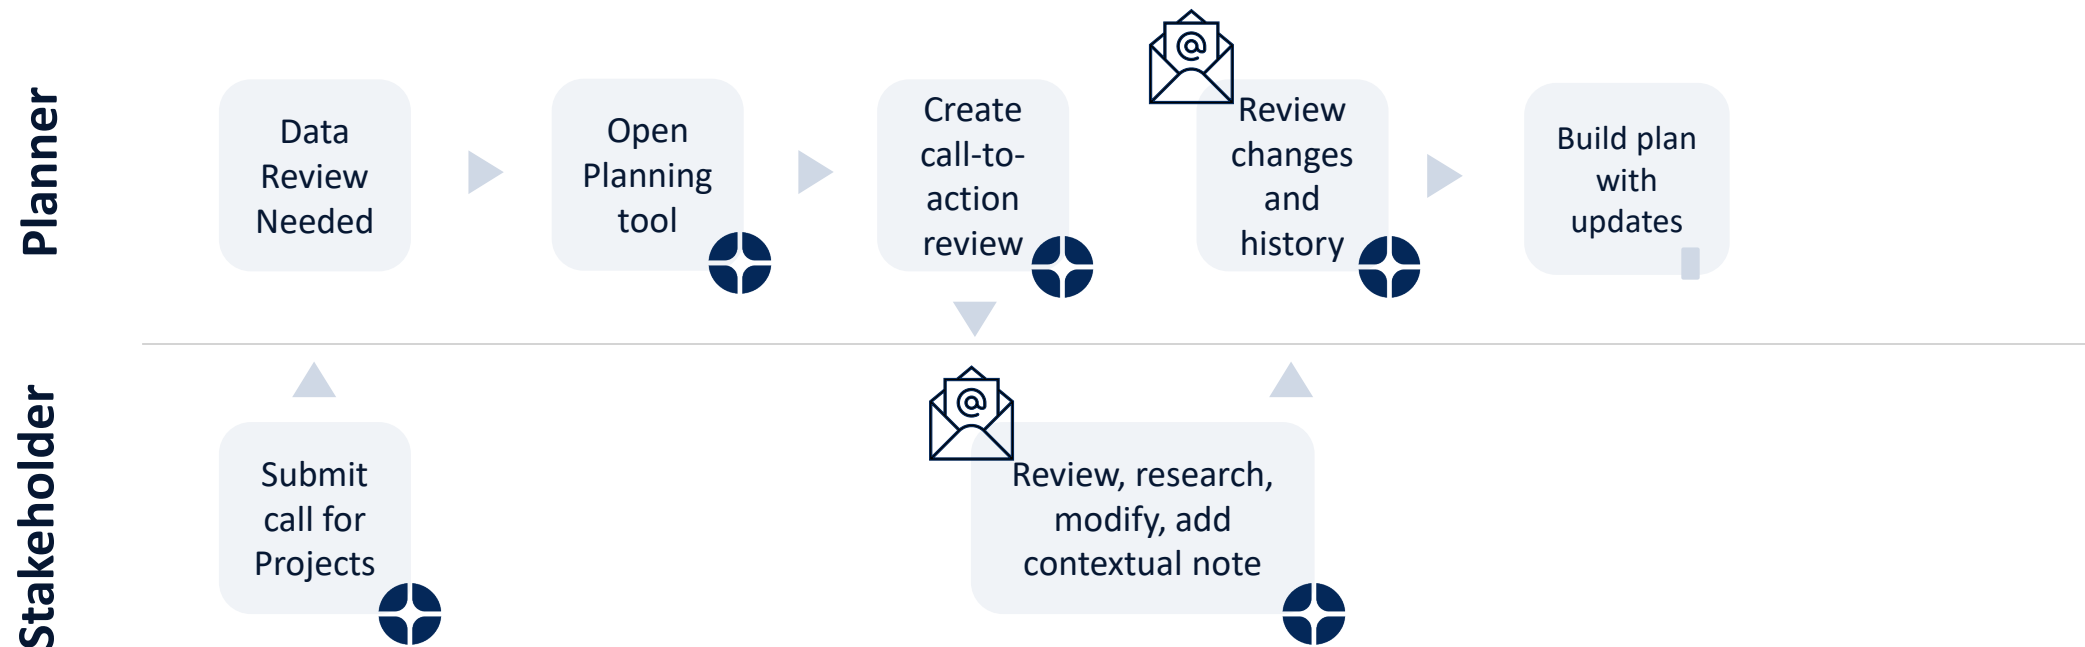 Planner
Data
Review
Needed
Open
Planning
tool
Create
call-to-
action
review
@
Review
changes
and
history
Build plan
with
updates
Stakeholder
Submit
call for
Projects
@
Review, research,
modify, add
contextual note